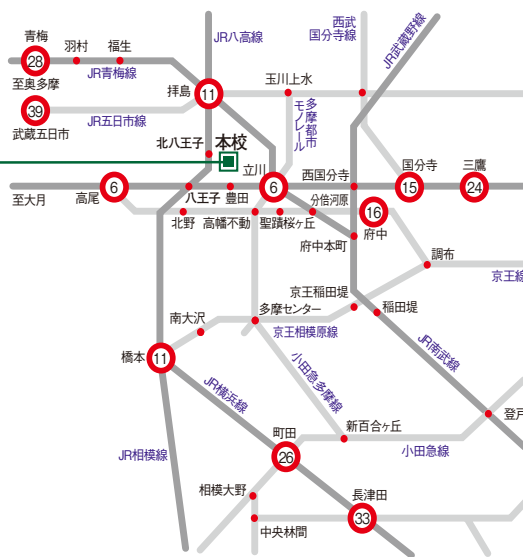 青梅
羽村
福生
28
至奥多摩
JR青梅線
39
武蔵五日市
JR五日市線
JR八高線
拝島
11
西武
国分寺線
JR武蔵野線
玉川上水
多摩都市
モノレール
北八王子
本校
立川
西国分寺
国分寺
三鷹
至大月
高尾
6
八王子
豊田
6
15
24
分倍河原
16
北野
高幡不動
聖蹟桜ヶ丘
府中
府中本町
調布
京王線
京王稲田堤
稲田堤
南大沢
多摩センター
京王相模原線
橋本
11
小田急多摩線
JR南武線
JR横浜線
登戸
町田
26
新百合ヶ丘
小田急線
JR相模線
相模大野
長津田
33
中央林間